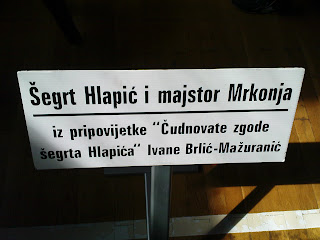 Šegrt Hlapić i majstor Mrkonja
iz pripovijetke "Čudnovate zgode
šegrta Hlapića" Ivane Brlić-Mažuranić